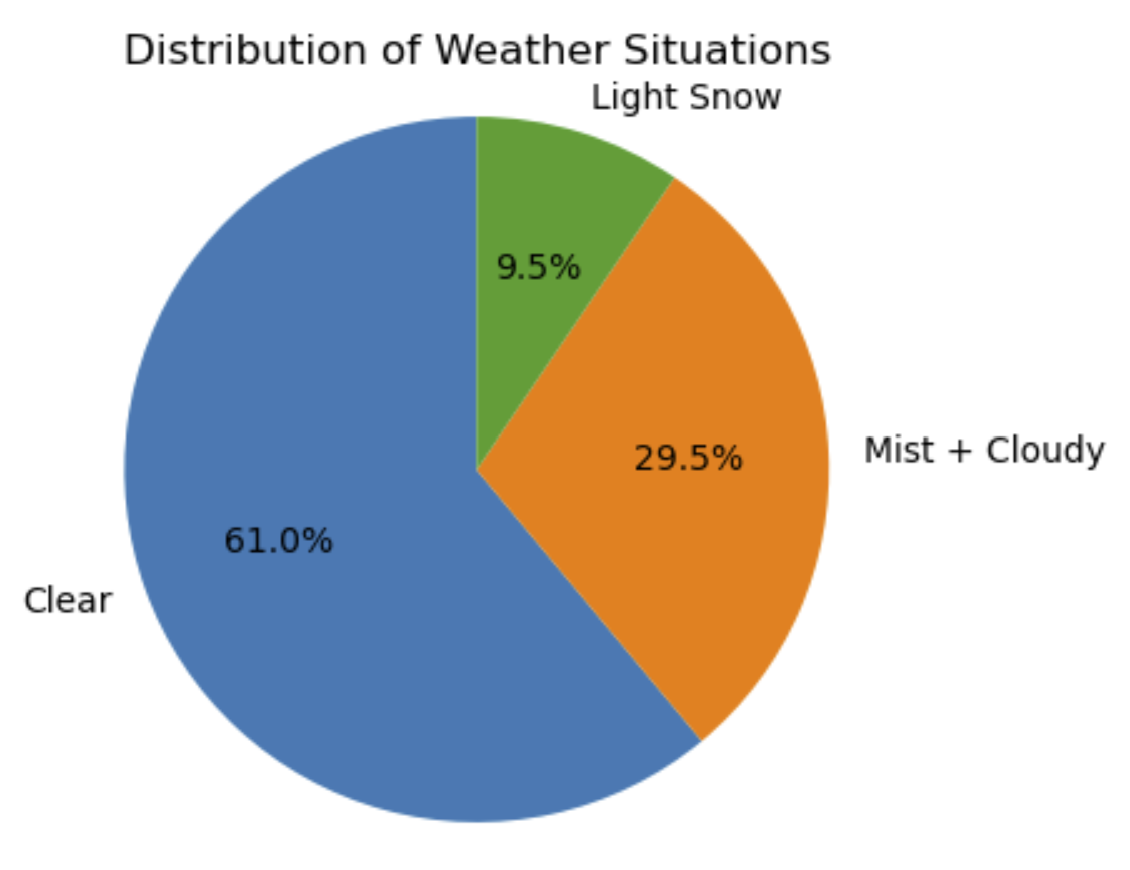 Distribution of Weather Situations
Light Snow
9.5%
Mist + Cloudy
29.5%
61.0%
Clear